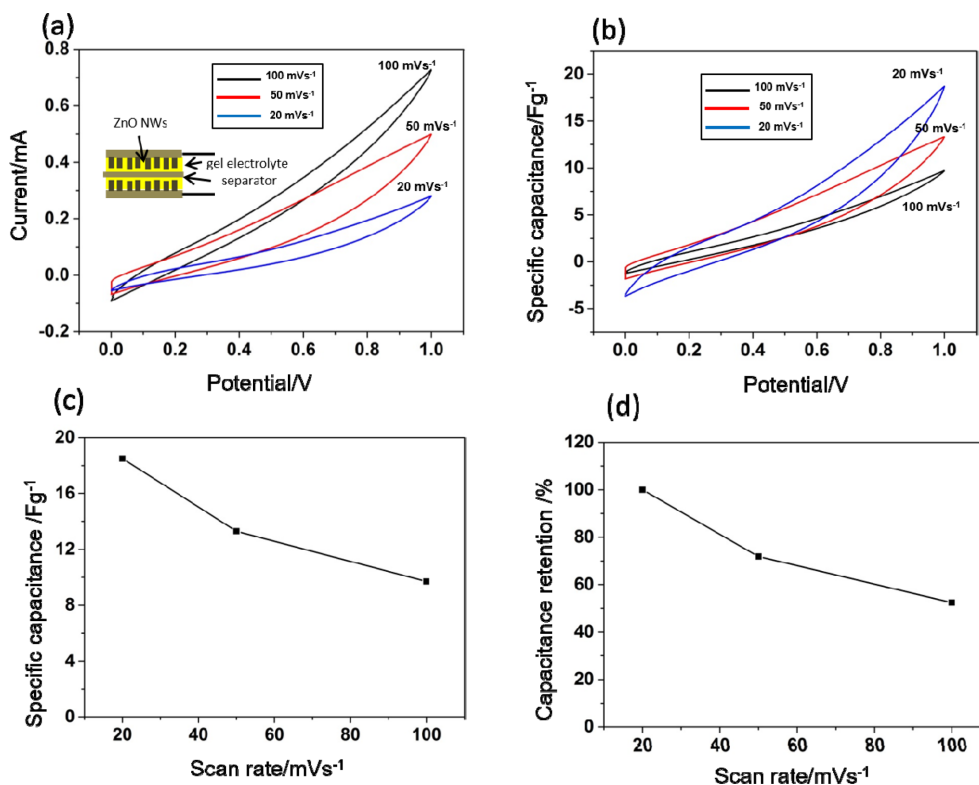 (a)
Current/mA
0.8
0.6
0.4
0.2
0.0
-0.2
100 mVs⁻¹
50 mVs⁻¹
20 mVs⁻¹
ZnO NWs
gel electrolyte
separator
100 mVs⁻¹
50 mVs⁻¹
20 mVs⁻¹
0.0 0.2 0.4 0.6 0.8 1.0
Potential/V
(b)
Specific capacitance/Fg⁻¹
20
15
10
5
0
-5
100 mVs⁻¹
50 mVs⁻¹
20 mVs⁻¹
20 mVs⁻¹
50 mVs⁻¹
100 mVs⁻¹
0.0 0.2 0.4 0.6 0.8 1.0
Potential/V
(c)
Specific capacitance /Fg⁻¹
20
16
12
8
4
0
20 40 60 80 100
Scan rate/mVs⁻¹
(d)
Capacitance retention /%
120
100
80
60
40
20
0
20 40 60 80 100
Scan rate/mVs⁻¹